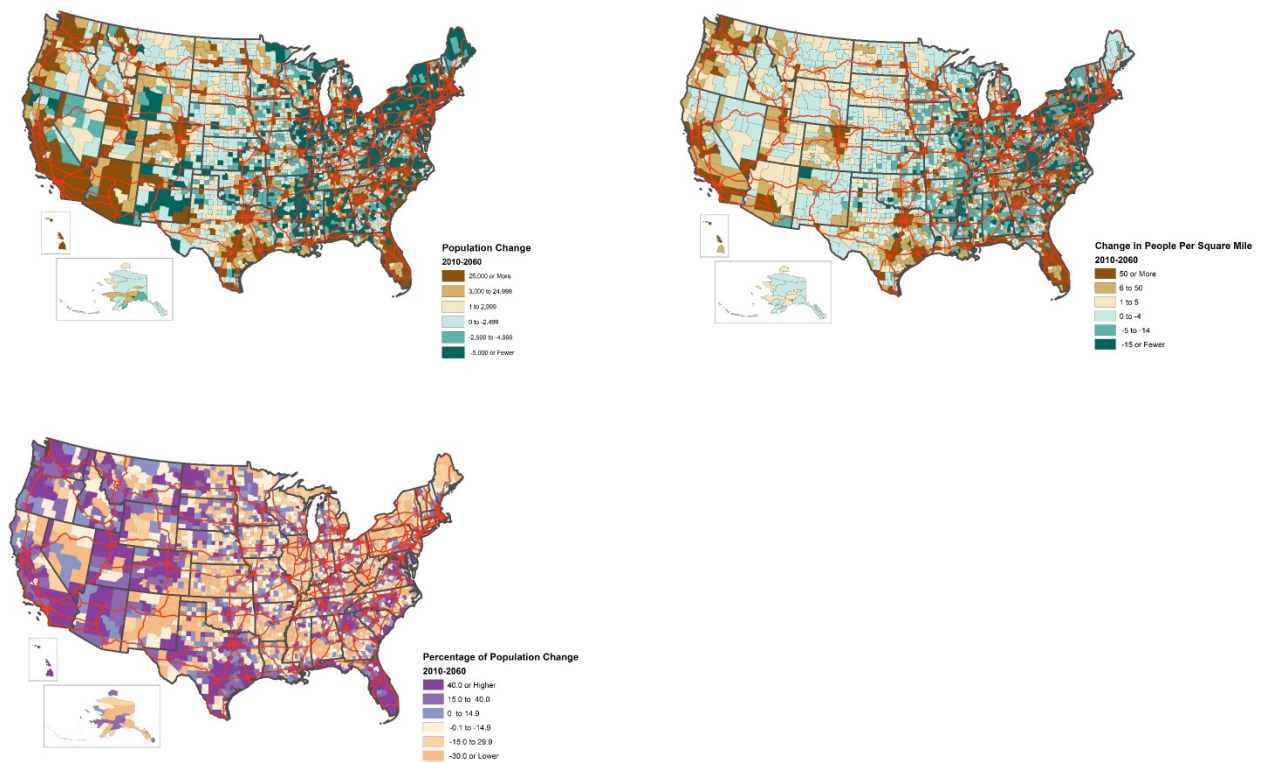 Population Change
2010-2060
25,000 or More
3,000 to 24,999
1 to 2,999
0 to -2,499
-2,500 to -4,999
-5,000 or Fewer
Change in People Per Square Mile
2010-2060
50 or More
6 to 50
1 to 5
0 to -4
-5 to -14
-15 or Fewer
Percentage of Population Change
2010-2060
40.0 or Higher
15.0 to 40.0
0 to 14.9
-0.1 to -14.9
-15.0 to 29.9
-30.0 or Lower